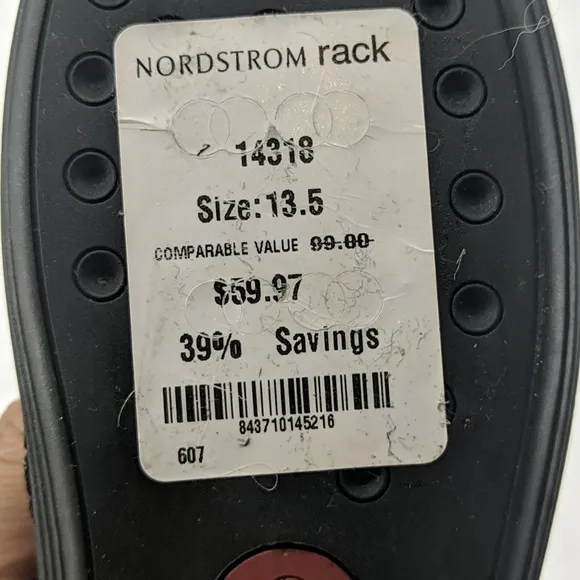 NORDSTROM rack
14318
Size: 13.5
COMPARABLE VALUE 99.00
$59.97
39% Savings
843710145216
607